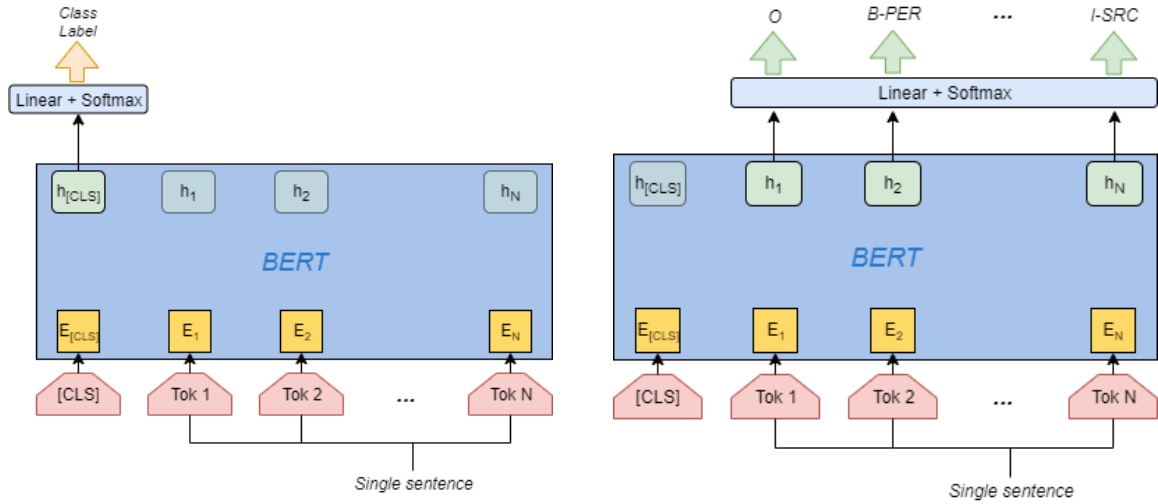 Class
Label
Linear + Softmax
h[CLS] h1 h2 hN
BERT
E[CLS] E1 E2 EN
[CLS] Tok 1 Tok 2 ... Tok N
Single sentence
O B-PER ... I-SRC
Linear + Softmax
h[CLS] h1 h2 hN
BERT
E[CLS] E1 E2 EN
[CLS] Tok 1 Tok 2 ... Tok N
Single sentence